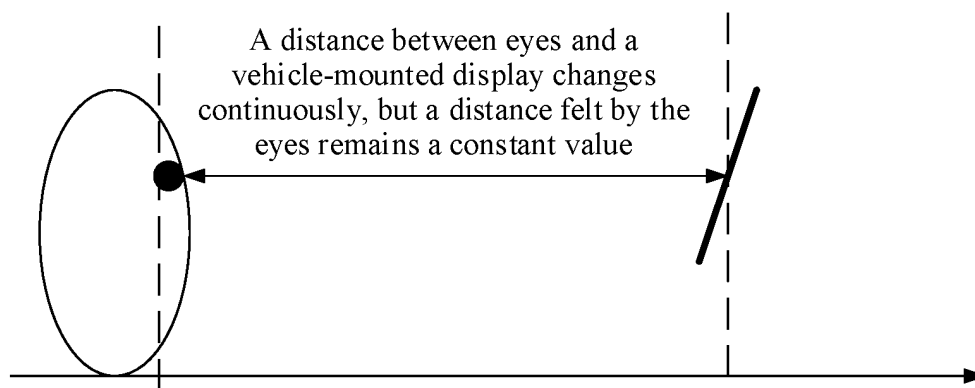 A distance between eyes and a
vehicle-mounted display changes
continuously, but a distance felt by the
eyes remains a constant value